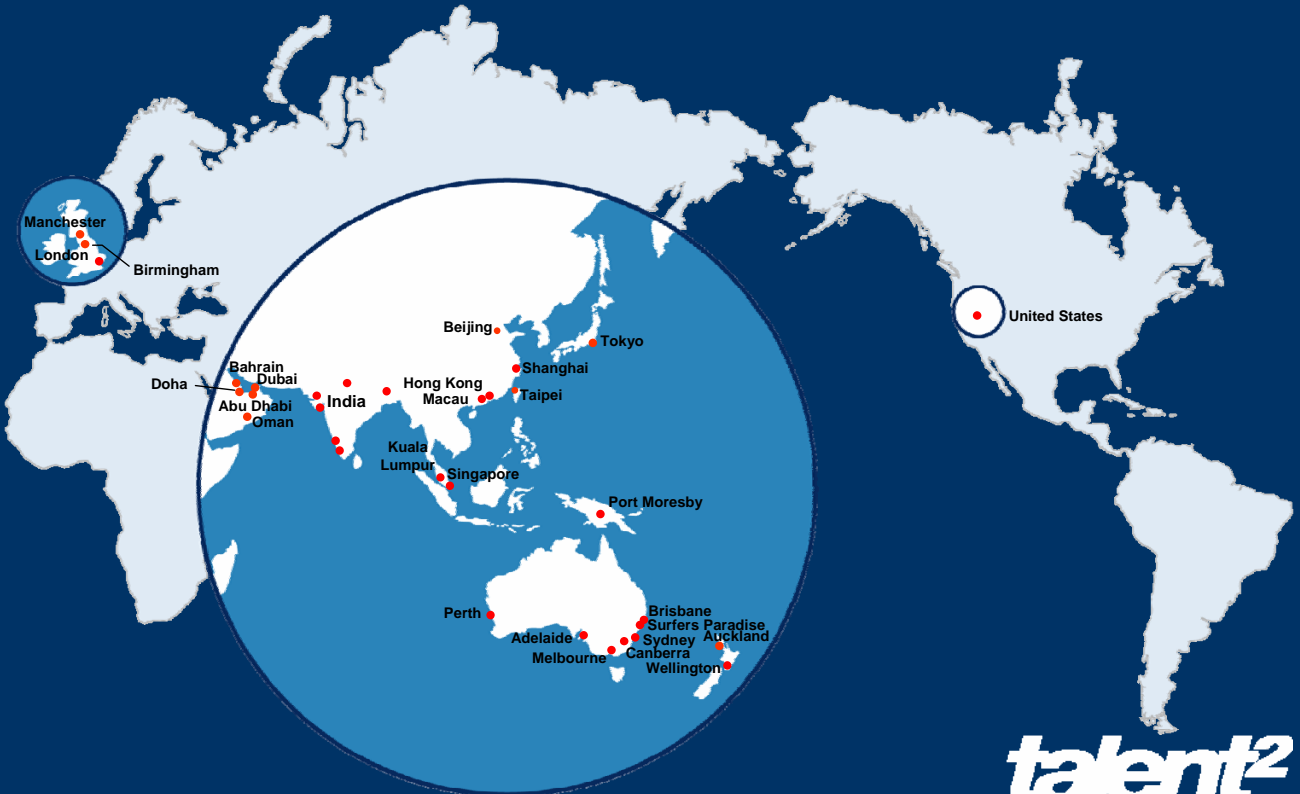 Manchester
London
Birmingham
United States
Beijing
Tokyo
Shanghai
Bahrain
Doha
Dubai
Abu Dhabi
Oman
India
Hong Kong
Macau
Taipei
Kuala
Lumpur
Singapore
Port Moresby
Perth
Adelaide
Melbourne
Brisbane
Surfers Paradise
Sydney
Canberra
Auckland
Wellington
talent2